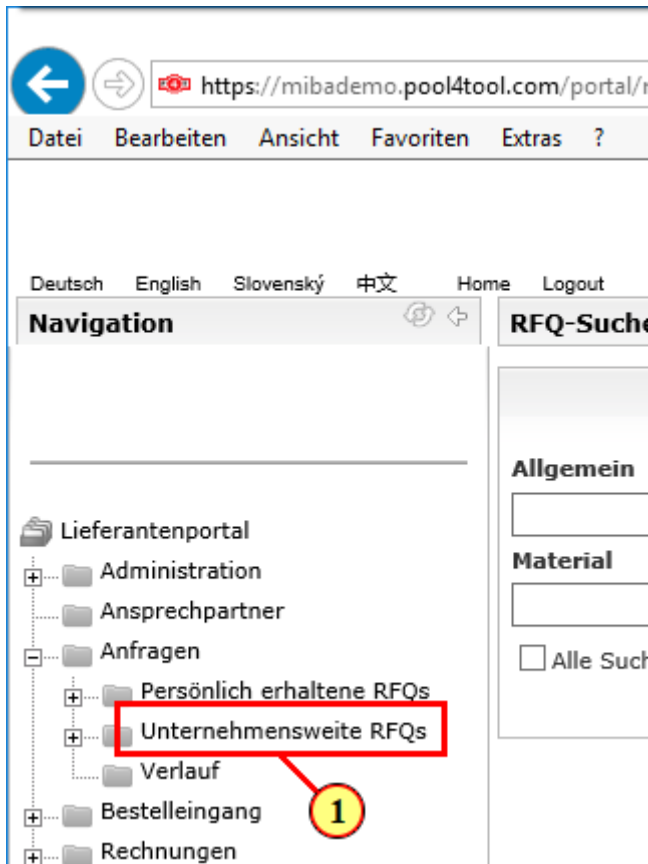 https://mibademo.pool4tool.com/portal/
Datei Bearbeiten Ansicht Favoriten Extras ?
Deutsch English Slovenský 中文 Home Logout
Navigation
RFQ-Suche
Allgemein
Lieferantenportal
Material
Administration
Ansprechpartner
Anfragen
Alle Such
Persönlich erhaltene RFQs
Unternehmensweite RFQs
Verlauf
1
Bestelleingang
Rechnungen